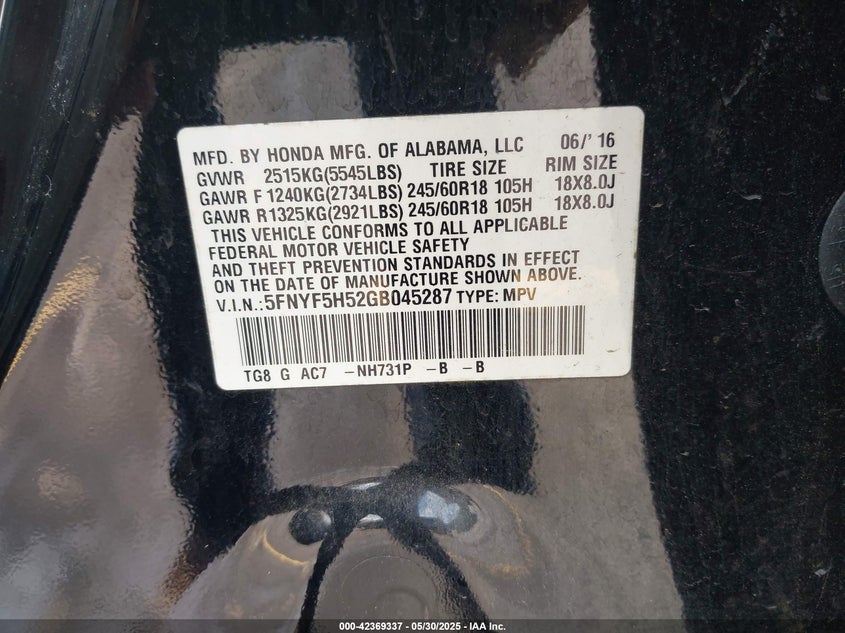 MFD. BY HONDA MFG. OF ALABAMA, LLC 06/' 16
GVWR 2515KG(5545LBS) TIRE SIZE RIM SIZE
GAWR F 1240KG(2734LBS) 245/60R18 105H 18X8.0J
GAWR R1325KG(2921LBS) 245/60R18 105H 18X8.0J
THIS VEHICLE CONFORMS TO ALL APPLICABLE
FEDERAL MOTOR VEHICLE SAFETY
AND THEFT PREVENTION STANDARDS IN EFFECT
ON THE DATE OF MANUFACTURE SHOWN ABOVE.
V.I.N.:5FNYF5H52GB045287 TYPE: MPV
TG8 G AC7 -NH731P -B -B
000-42369337 - 05/30/2025 - IAA Inc.